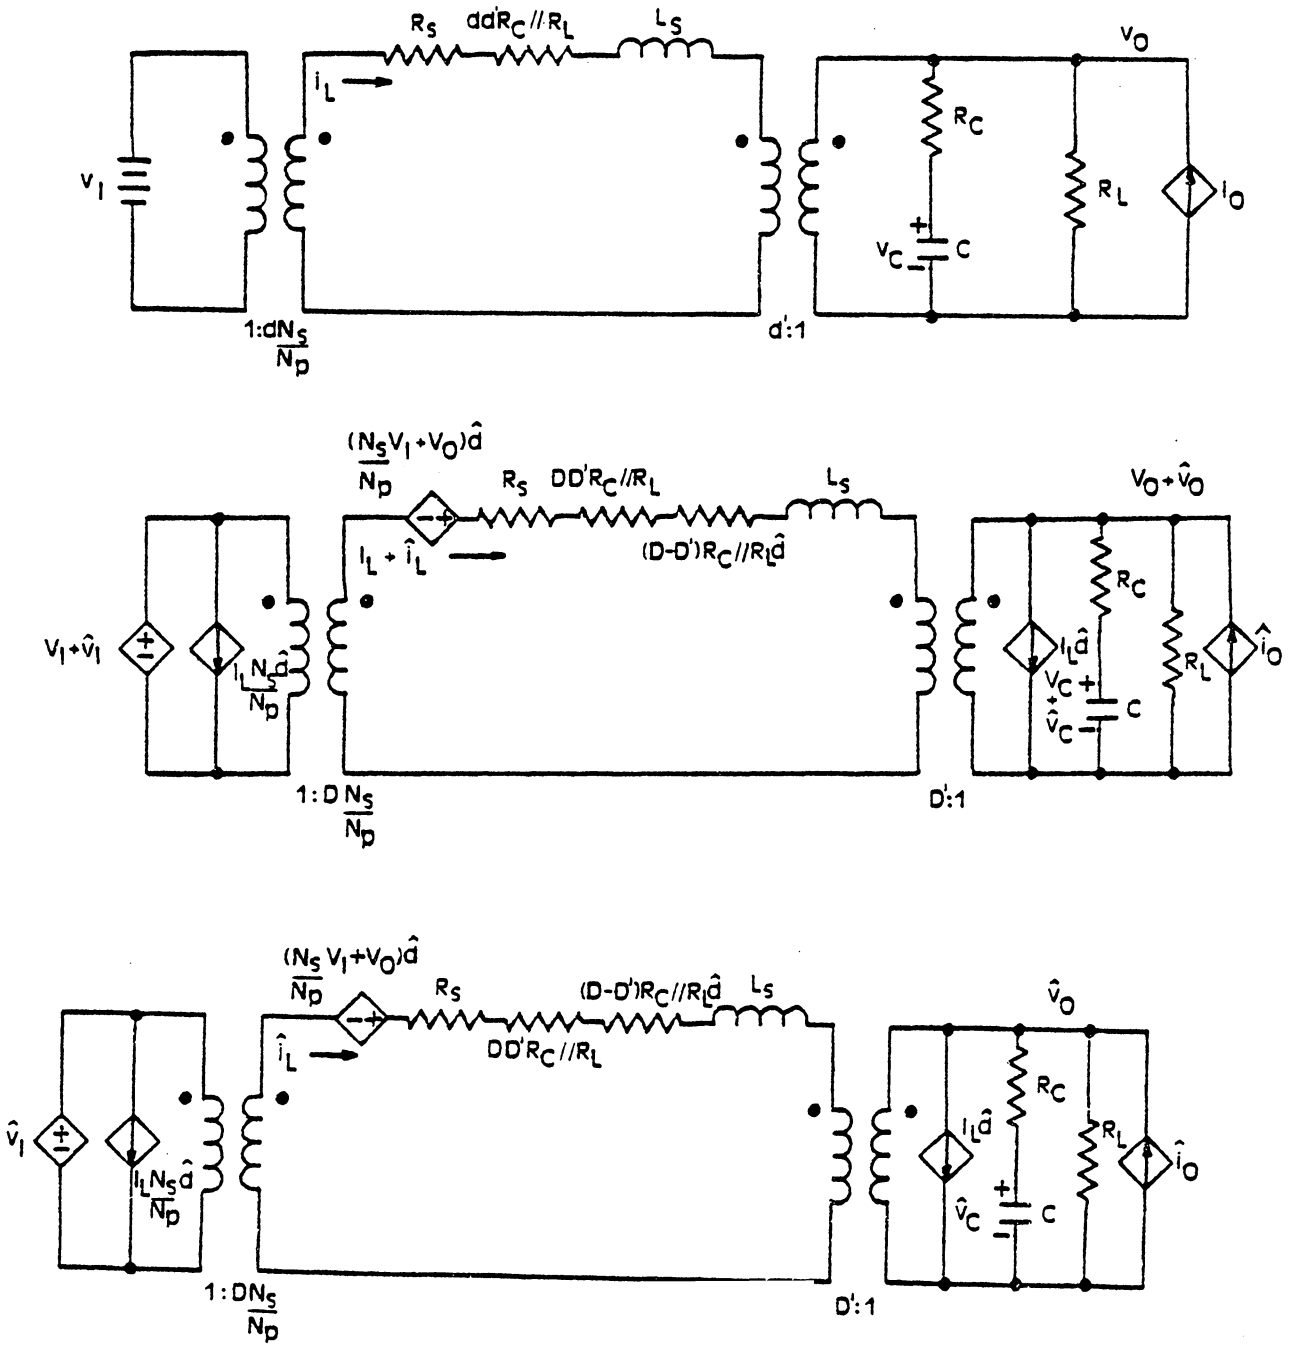 R_S dd'R_C//R_L L_S
v_O
i_L
R_C
v_I
R_L
i_O
+
v_C C
−
1:dN_S
N_p
d':1
(N_S V_I + V_O)d̂
N_p
R_S DD'R_C//R_L
L_S
V_O + v̂_O
− +
(D-D')R_C//R_L d̂
I_L + î_L
R_C
V_I + v̂_I
+
−
I_L N_S d̂
N_p
I_L d̂
R_L
î_O
V_C +
+
v̂_C − C
1:D N_S
N_p
D':1
(N_S V_I + V_O)d̂
N_p
R_S
(D-D')R_C//R_L d̂
L_S
v̂_O
− +
î_L
DD'R_C//R_L
R_C
v̂_I
+
−
I_L N_S d̂
N_p
I_L d̂
R_L
î_O
+
v̂_C C
−
1:DN_S
N_p
D':1